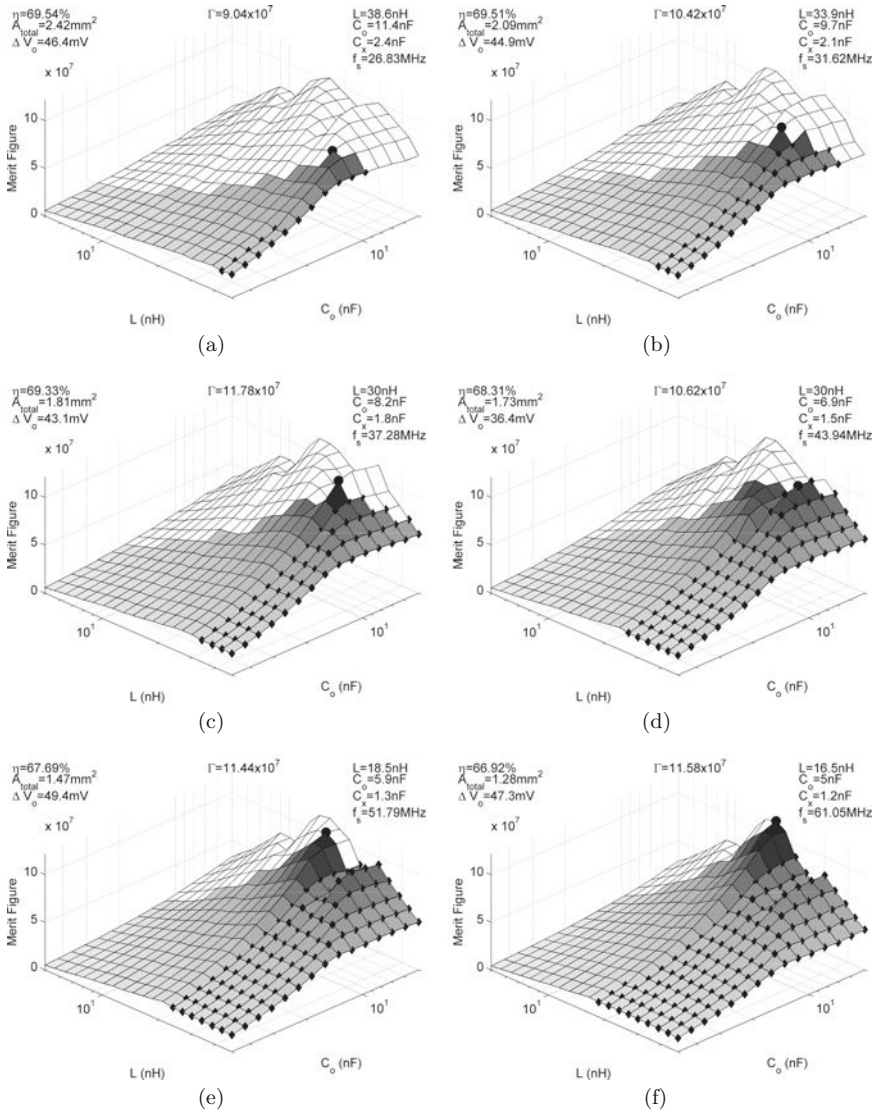 η=69.54%
A_total=2.42mm²
Δ V_o=46.4mV
Γ=9.04x10⁷
L=38.6nH
C_o=11.4nF
C_x=2.4nF
f_s=26.83MHz
x 10⁷
10
5
0
Merit Figure
10¹
10¹
L (nH)
C_o (nF)
(a)
η=69.51%
A_total=2.09mm²
Δ V_o=44.9mV
Γ=10.42x10⁷
L=33.9nH
C_o=9.7nF
C_x=2.1nF
f_s=31.62MHz
x 10⁷
10
5
0
Merit Figure
10¹
10¹
L (nH)
C_o (nF)
(b)
η=69.33%
A_total=1.81mm²
Δ V_o=43.1mV
Γ=11.78x10⁷
L=30nH
C_o=8.2nF
C_x=1.8nF
f_s=37.28MHz
x 10⁷
10
5
0
Merit Figure
10¹
10¹
L (nH)
C_o (nF)
(c)
η=68.31%
A_total=1.73mm²
Δ V_o=36.4mV
Γ=10.62x10⁷
L=30nH
C_o=6.9nF
C_x=1.5nF
f_s=43.94MHz
x 10⁷
10
5
0
Merit Figure
10¹
10¹
L (nH)
C_o (nF)
(d)
η=67.69%
A_total=1.47mm²
Δ V_o=49.4mV
Γ=11.44x10⁷
L=18.5nH
C_o=5.9nF
C_x=1.3nF
f_s=51.79MHz
x 10⁷
10
5
0
Merit Figure
10¹
10¹
L (nH)
C_o (nF)
(e)
η=66.92%
A_total=1.28mm²
Δ V_o=47.3mV
Γ=11.58x10⁷
L=16.5nH
C_o=5nF
C_x=1.2nF
f_s=61.05MHz
x 10⁷
10
5
0
Merit Figure
10¹
10¹
L (nH)
C_o (nF)
(f)